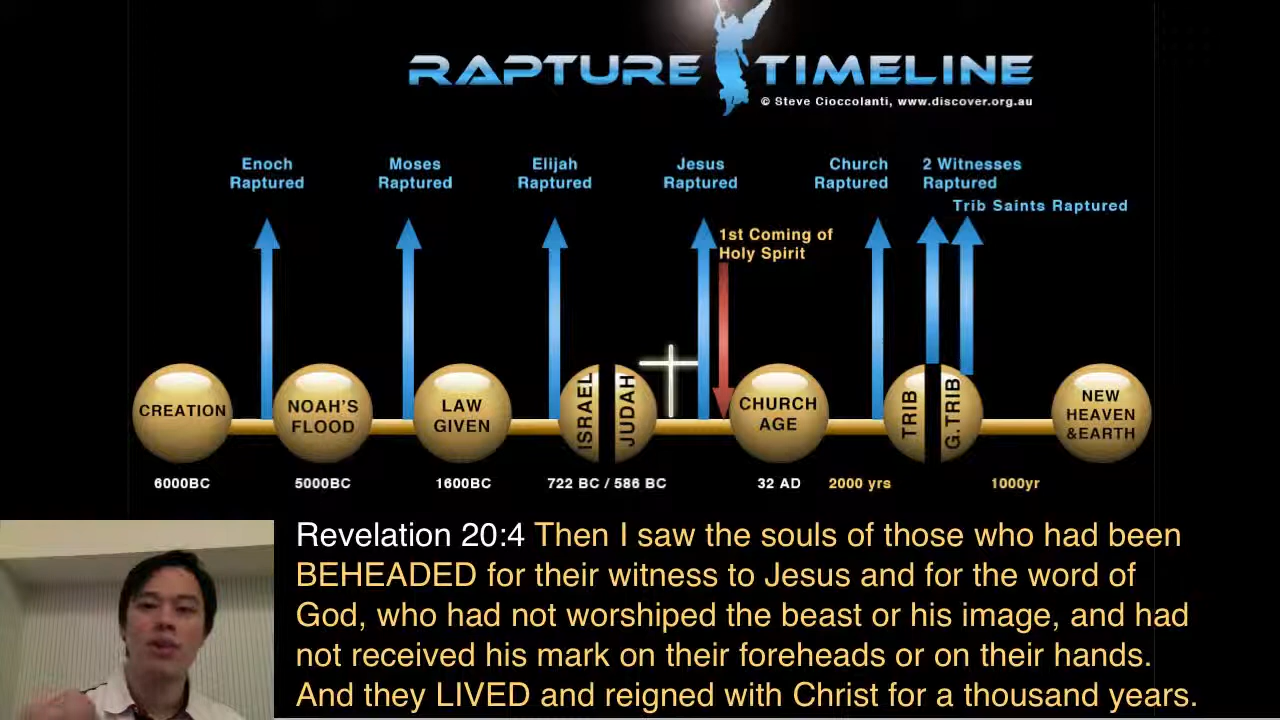 RAPTURE TIMELINE
© Steve Cioccolanti, www.discover.org.au
Enoch
Raptured
Moses
Raptured
Elijah
Raptured
Jesus
Raptured
Church
Raptured
2 Witnesses
Raptured
Trib Saints Raptured
1st Coming of
Holy Spirit
CREATION
NOAH'S
FLOOD
LAW
GIVEN
ISRAEL
JUDAH
CHURCH
AGE
TRIB
G.TRIB
NEW
HEAVEN
&EARTH
6000BC
5000BC
1600BC
722 BC / 586 BC
32 AD
2000 yrs
1000yr
Revelation 20:4 Then I saw the souls of those who had been
BEHEADED for their witness to Jesus and for the word of
God, who had not worshiped the beast or his image, and had
not received his mark on their foreheads or on their hands.
And they LIVED and reigned with Christ for a thousand years.